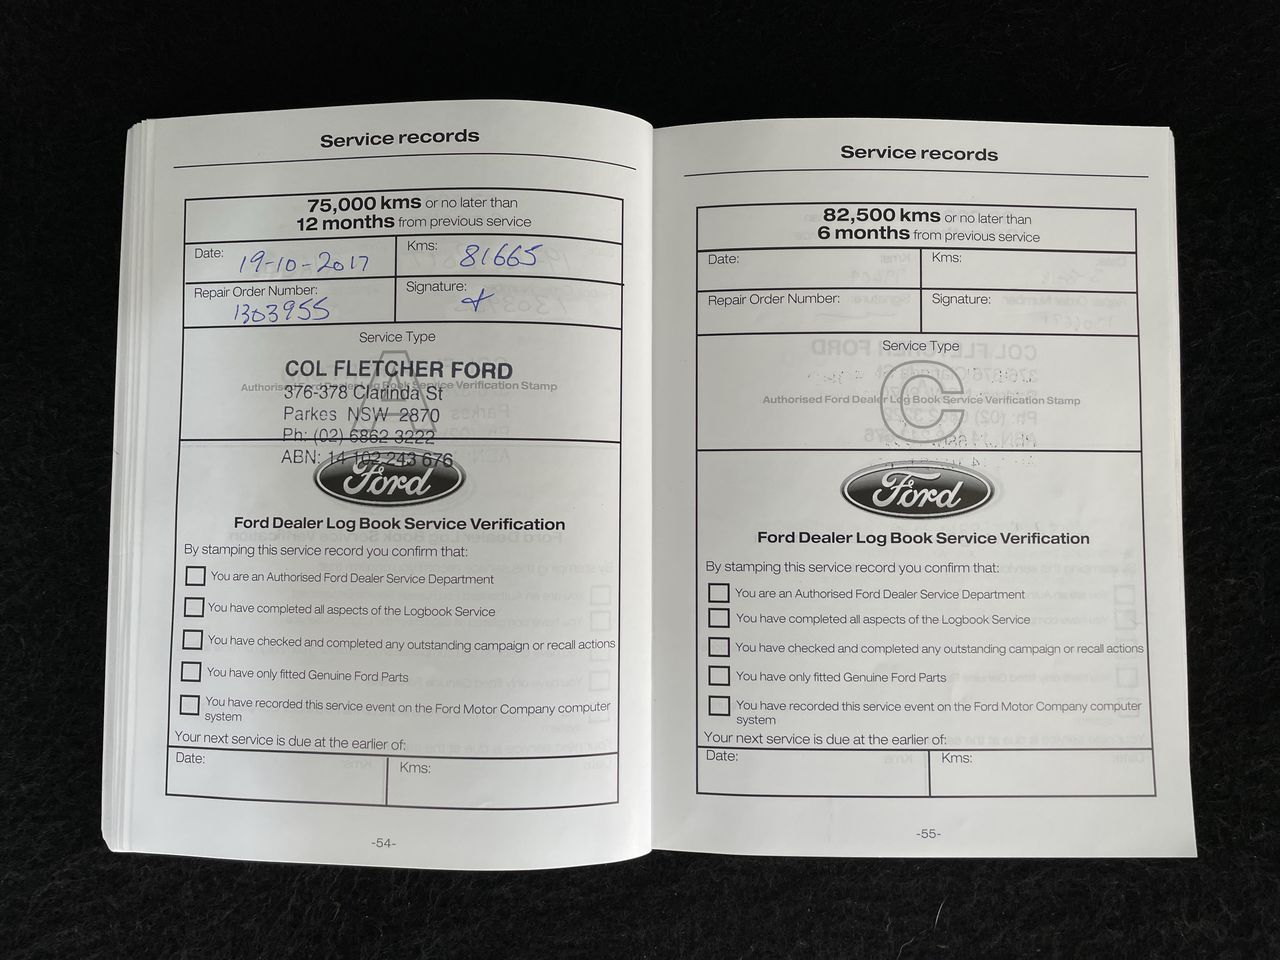 Service records
75,000 kms or no later than
12 months from previous service
Date: 19-10-2017
Kms: 81665
Repair Order Number: 1303955
Signature:
Service Type
A
Authorised Ford Dealer Log Book Service Verification Stamp
COL FLETCHER FORD
376-378 Clarinda St
Parkes NSW 2870
Ph: (02) 6862 3222
ABN: 14 102 243 676
Ford
Ford Dealer Log Book Service Verification
By stamping this service record you confirm that:
You are an Authorised Ford Dealer Service Department
You have completed all aspects of the Logbook Service
You have checked and completed any outstanding campaign or recall actions
You have only fitted Genuine Ford Parts
You have recorded this service event on the Ford Motor Company computer
system
Your next service is due at the earlier of:
Date:
Kms:
-54-
Service records
82,500 kms or no later than
6 months from previous service
Date:
Kms:
Repair Order Number:
Signature:
Service Type
C
Authorised Ford Dealer Log Book Service Verification Stamp
Ford
Ford Dealer Log Book Service Verification
By stamping this service record you confirm that:
You are an Authorised Ford Dealer Service Department
You have completed all aspects of the Logbook Service
You have checked and completed any outstanding campaign or recall actions
You have only fitted Genuine Ford Parts
You have recorded this service event on the Ford Motor Company computer
system
Your next service is due at the earlier of:
Date:
Kms:
-55-